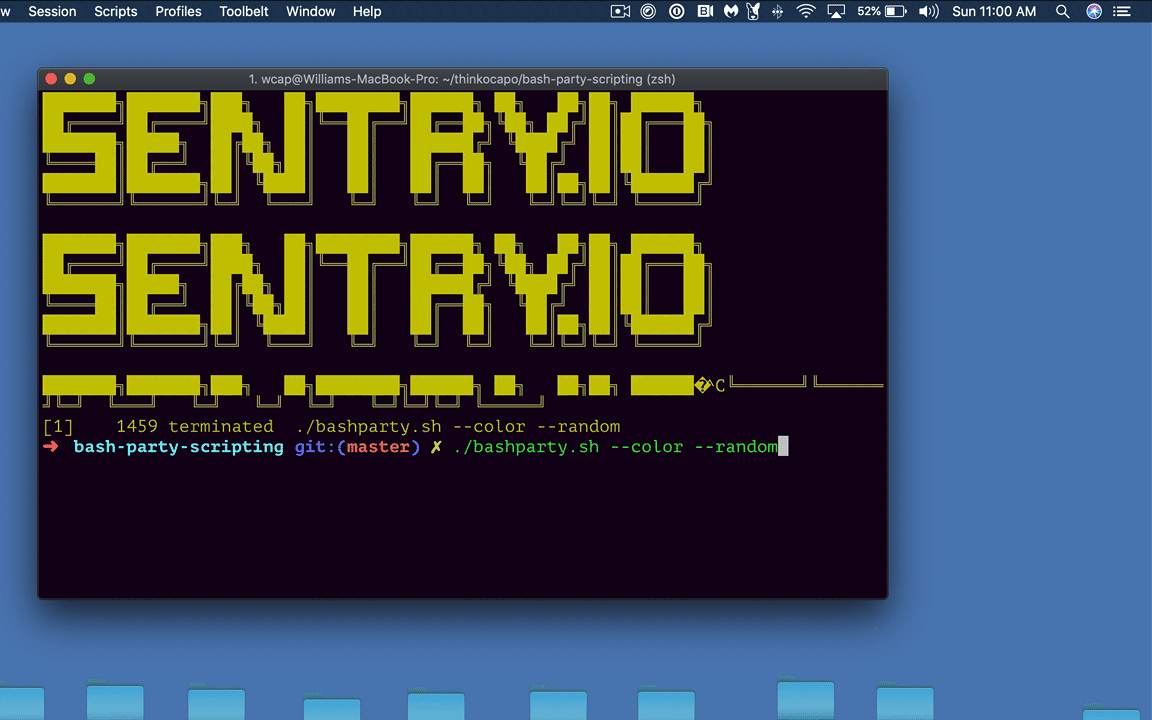 w Session Scripts Profiles Toolbelt Window Help 52% Sun 11:00 AM
1. wcap@Williams-MacBook-Pro: ~/thinkocapo/bash-party-scripting (zsh)
SENTRY.IO
SENTRY.IO
^C
[1] 1459 terminated ./bashparty.sh --color --random
➜ bash-party-scripting git:(master) ✗ ./bashparty.sh --color --random